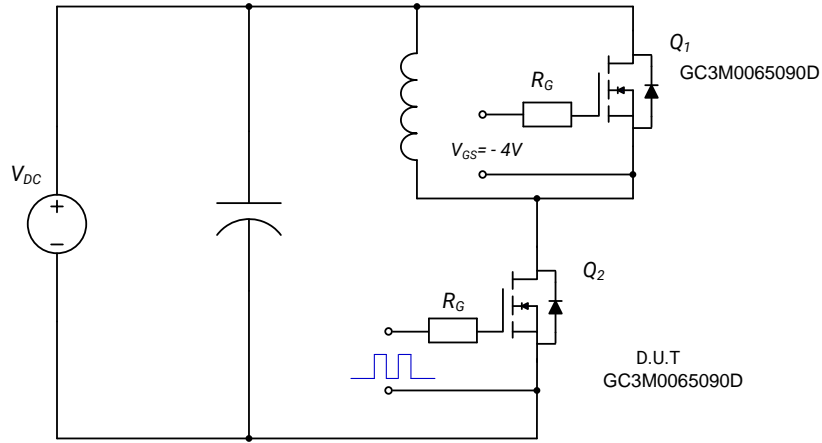 Q1
GC3M0065090D
RG
VGS= - 4V
VDC
+
−
Q2
RG
D.U.T
GC3M0065090D